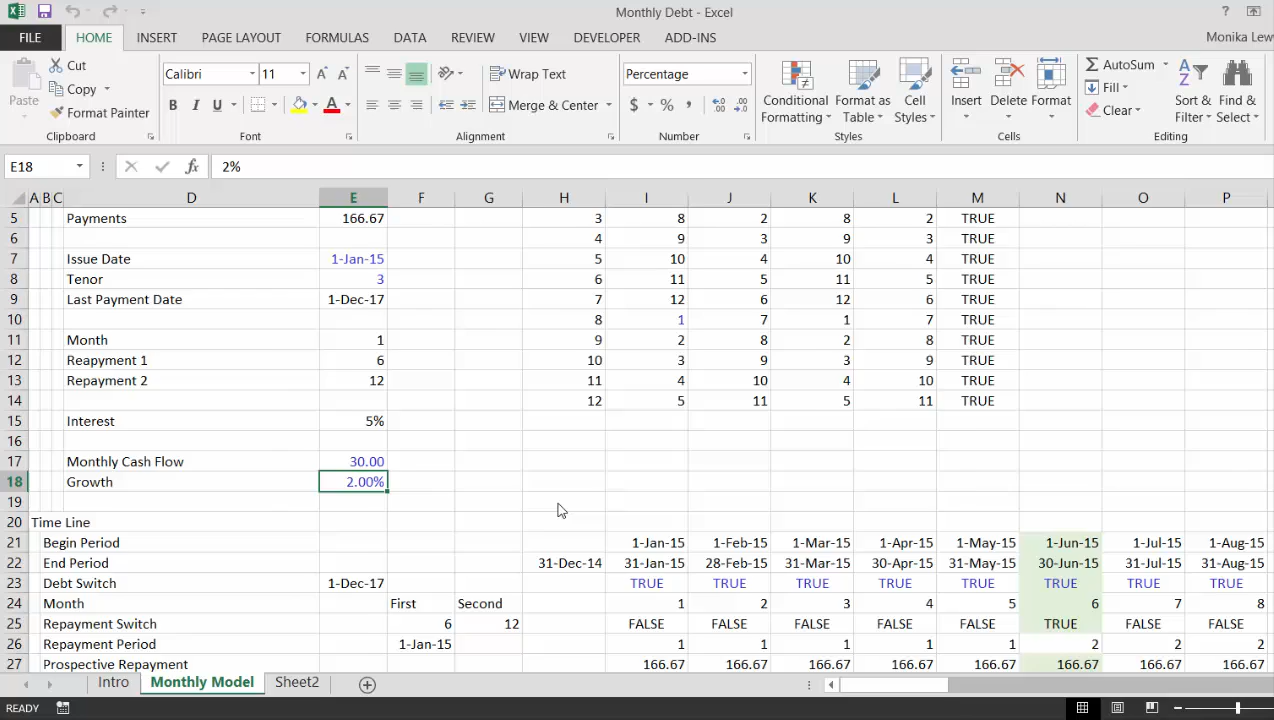 Monthly Debt - Excel
?
FILE HOME INSERT PAGE LAYOUT FORMULAS DATA REVIEW VIEW DEVELOPER ADD-INS Monika Lew
Paste Cut Copy Format Painter Clipboard
Calibri 11 B I U A A A Font
Wrap Text Merge & Center Alignment
Percentage $ % , Number
Conditional Formatting Format as Table Cell Styles Styles
Insert Delete Format Cells
AutoSum Fill Clear Sort & Filter Find & Select Editing
E18 fx 2%
A B C D E F G H I J K L M N O P
5 Payments 166.67 3 8 2 8 2 TRUE
6 4 9 3 9 3 TRUE
7 Issue Date 1-Jan-15 5 10 4 10 4 TRUE
8 Tenor 3 6 11 5 11 5 TRUE
9 Last Payment Date 1-Dec-17 7 12 6 12 6 TRUE
10 8 1 7 1 7 TRUE
11 Month 1 9 2 8 2 8 TRUE
12 Reapyment 1 6 10 3 9 3 9 TRUE
13 Repayment 2 12 11 4 10 4 10 TRUE
14 12 5 11 5 11 TRUE
15 Interest 5%
16
17 Monthly Cash Flow 30.00
18 Growth 2.00%
19
20 Time Line
21 Begin Period 1-Jan-15 1-Feb-15 1-Mar-15 1-Apr-15 1-May-15 1-Jun-15 1-Jul-15 1-Aug-15
22 End Period 31-Dec-14 31-Jan-15 28-Feb-15 31-Mar-15 30-Apr-15 31-May-15 30-Jun-15 31-Jul-15 31-Aug-15
23 Debt Switch 1-Dec-17 TRUE TRUE TRUE TRUE TRUE TRUE TRUE TRUE
24 Month First Second 1 2 3 4 5 6 7 8
25 Repayment Switch 6 12 FALSE FALSE FALSE FALSE FALSE TRUE FALSE FALSE
26 Repayment Period 1-Jan-15 1 1 1 1 1 2 2 2
27 Prospective Repayment 166.67 166.67 166.67 166.67 166.67 166.67 166.67 166.67
Intro Monthly Model Sheet2
READY